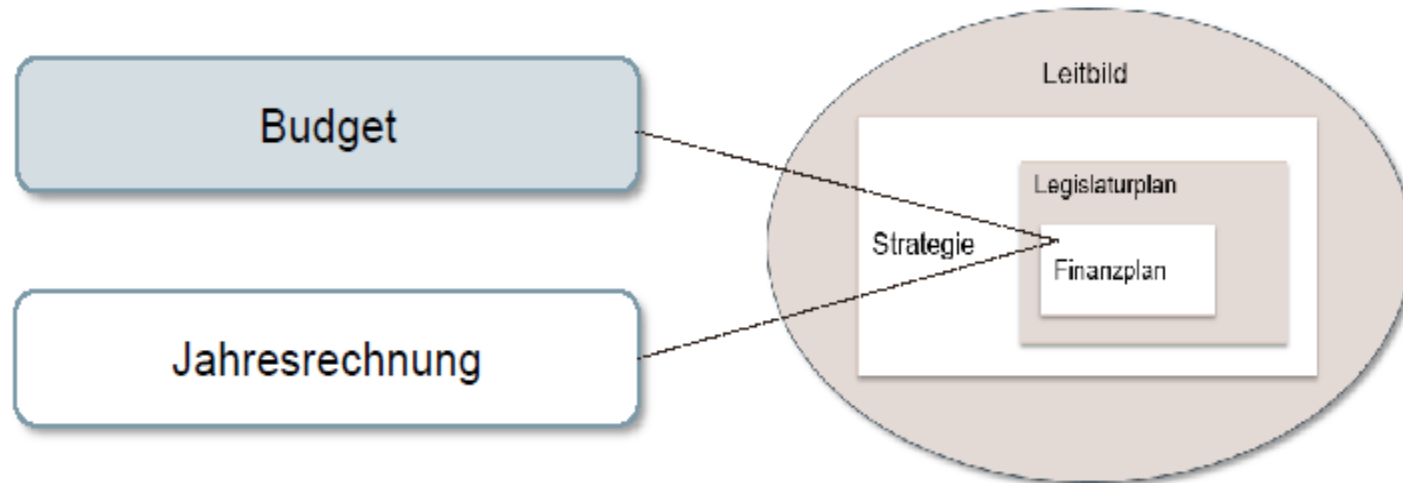 Budget
Jahresrechnung
Leitbild
Legislaturplan
Strategie
Finanzplan